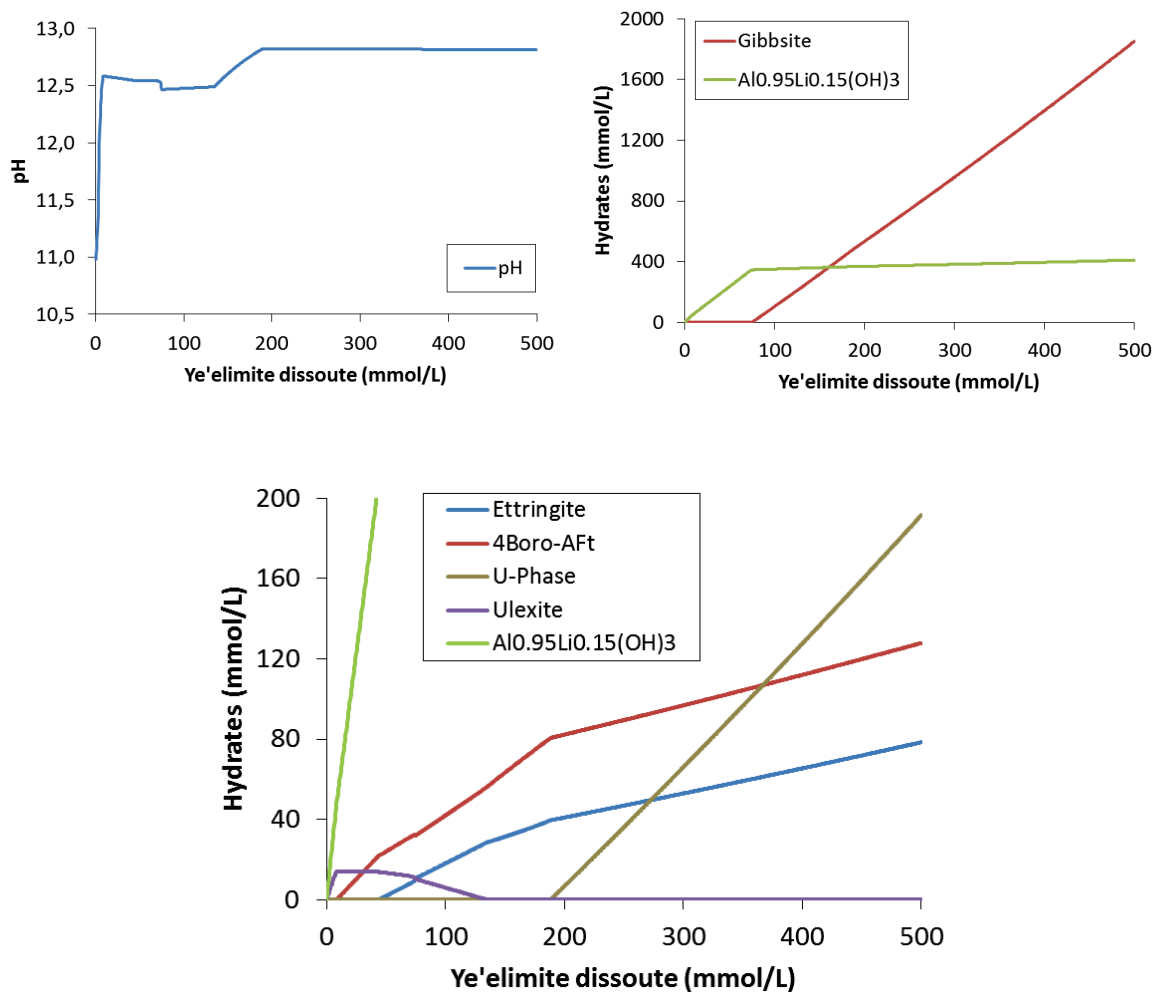 13,0
12,5
12,0
11,5
11,0
10,5
pH
pH
0 100 200 300 400 500
Ye'elimite dissoute (mmol/L)
2000
1600
1200
800
400
0
Hydrates (mmol/L)
Gibbsite
Al0.95Li0.15(OH)3
0 100 200 300 400 500
Ye'elimite dissoute (mmol/L)
200
160
120
80
40
0
Hydrates (mmol/L)
Ettringite
4Boro-AFt
U-Phase
Ulexite
Al0.95Li0.15(OH)3
0 100 200 300 400 500
Ye'elimite dissoute (mmol/L)